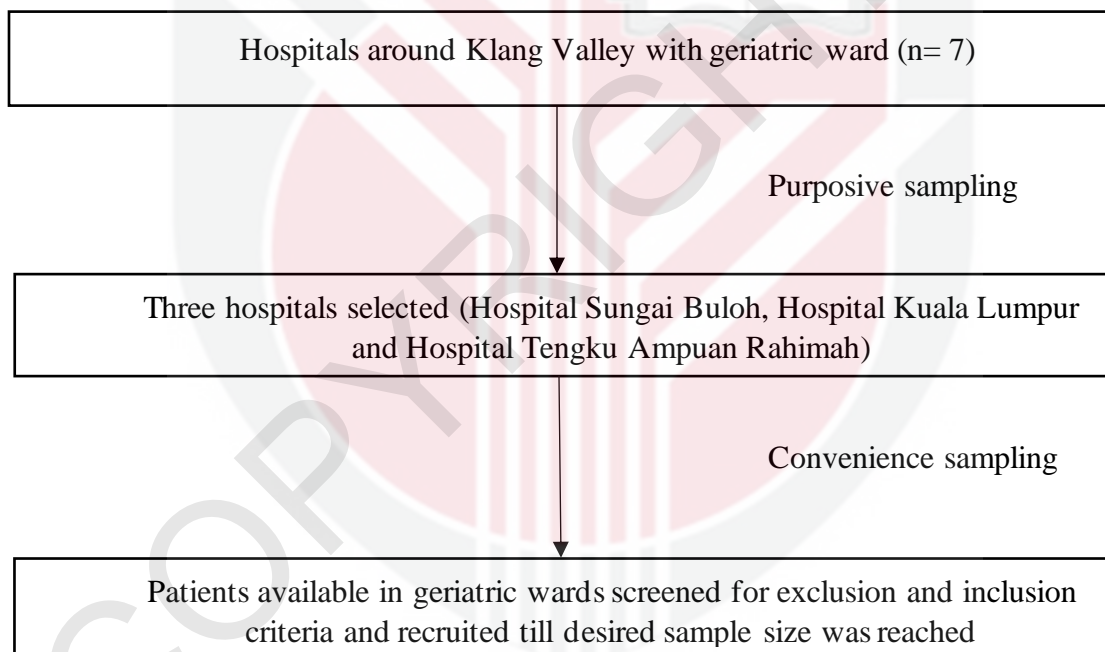 Hospitals around Klang Valley with geriatric ward (n= 7)
Purposive sampling
Three hospitals selected (Hospital Sungai Buloh, Hospital Kuala Lumpur
and Hospital Tengku Ampuan Rahimah)
Convenience sampling
Patients available in geriatric wards screened for exclusion and inclusion
criteria and recruited till desired sample size was reached
COPYRIGHT